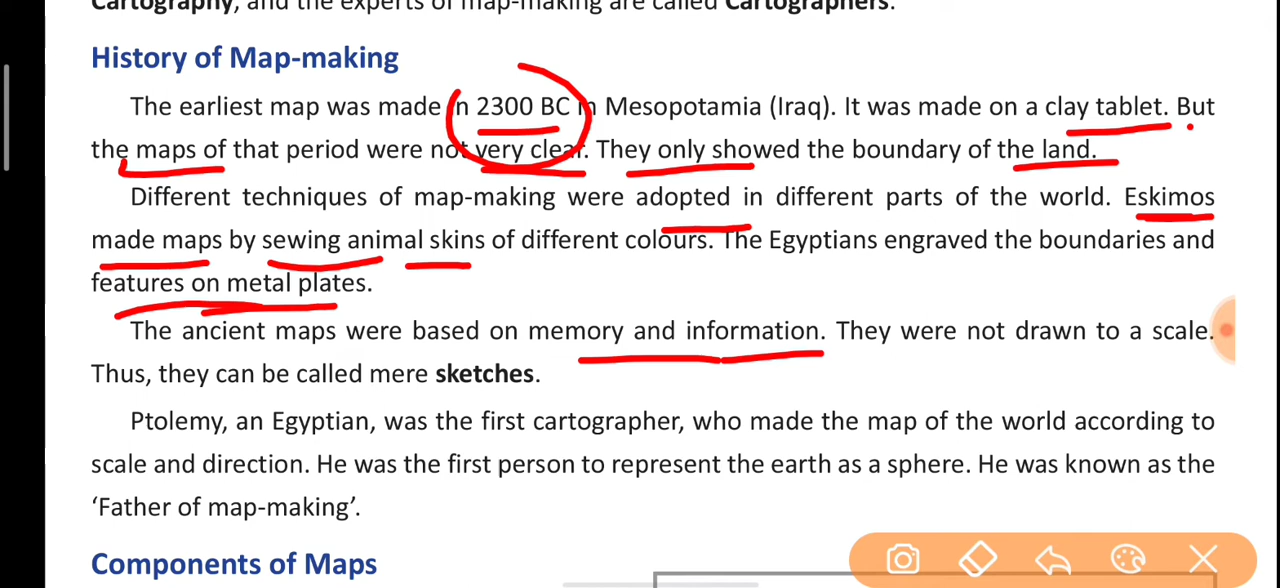 Cartography, and the experts of map-making are called Cartographers.
History of Map-making
The earliest map was made in 2300 BC in Mesopotamia (Iraq). It was made on a clay tablet. But
the maps of that period were not very clear. They only showed the boundary of the land.
Different techniques of map-making were adopted in different parts of the world. Eskimos
made maps by sewing animal skins of different colours. The Egyptians engraved the boundaries and
features on metal plates.
The ancient maps were based on memory and information. They were not drawn to a scale.
Thus, they can be called mere sketches.
Ptolemy, an Egyptian, was the first cartographer, who made the map of the world according to
scale and direction. He was the first person to represent the earth as a sphere. He was known as the
‘Father of map-making’.
Components of Maps